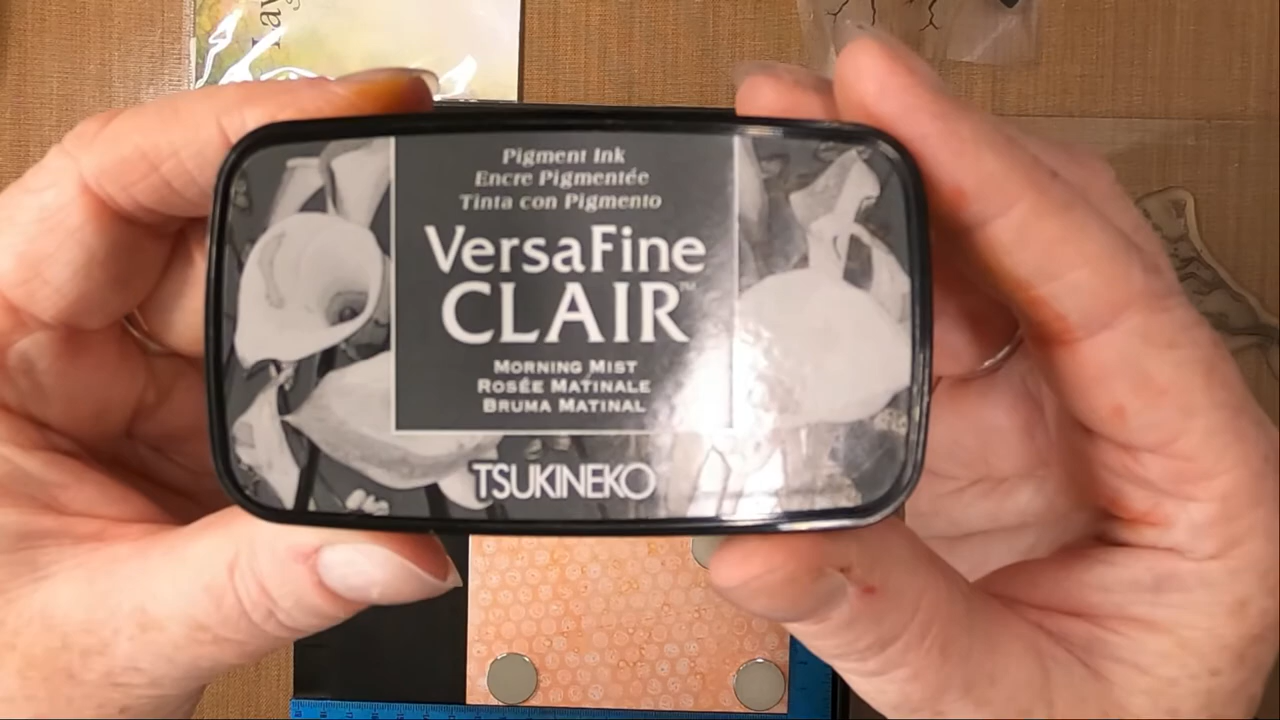 Pigment Ink
Encre Pigmentée
Tinta con Pigmento
VersaFine
CLAIR™
Morning Mist
Rosée Matinale
Bruma Matinal
TSUKINEKO